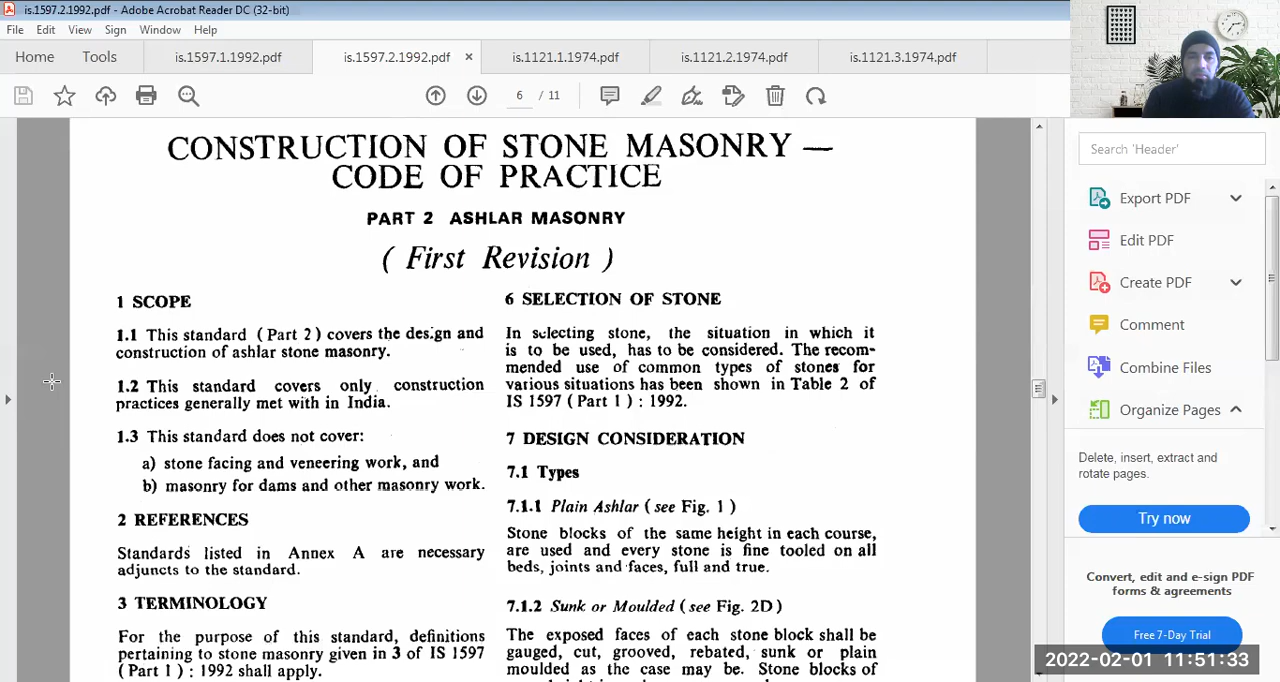 is.1597.2.1992.pdf - Adobe Acrobat Reader DC (32-bit)
File Edit View Sign Window Help
Home Tools is.1597.1.1992.pdf is.1597.2.1992.pdf × is.1121.1.1974.pdf is.1121.2.1974.pdf is.1121.3.1974.pdf
6 / 11
CONSTRUCTION OF STONE MASONRY —
CODE OF PRACTICE
PART 2 ASHLAR MASONRY
( First Revision )
1 SCOPE
1.1 This standard ( Part 2 ) covers the design and
construction of ashlar stone masonry.
1.2 This standard covers only construction
practices generally met with in India.
1.3 This standard does not cover:
a) stone facing and veneering work, and
b) masonry for dams and other masonry work.
2 REFERENCES
Standards listed in Annex A are necessary
adjuncts to the standard.
3 TERMINOLOGY
For the purpose of this standard, definitions
pertaining to stone masonry given in 3 of IS 1597
( Part 1 ) : 1992 shall apply.
6 SELECTION OF STONE
In selecting stone, the situation in which it
is to be used, has to be considered. The recom-
mended use of common types of stones for
various situations has been shown in Table 2 of
IS 1597 ( Part 1 ) : 1992.
7 DESIGN CONSIDERATION
7.1 Types
7.1.1 Plain Ashlar ( see Fig. 1 )
Stone blocks of the same height in each course,
are used and every stone is fine tooled on all
beds, joints and faces, full and true.
7.1.2 Sunk or Moulded ( see Fig. 2D )
The exposed faces of each stone block shall be
gauged, cut, grooved, rebated, sunk or plain
moulded as the case may be. Stone blocks of
Search 'Header'
Export PDF
Edit PDF
Create PDF
Comment
Combine Files
Organize Pages
Delete, insert, extract and
rotate pages.
Try now
Convert, edit and e-sign PDF
forms & agreements
Free 7-Day Trial
2022-02-01 11:51:33